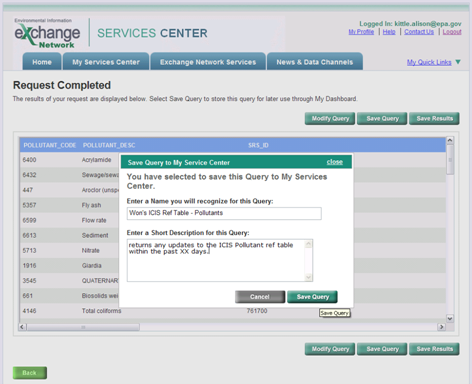 Environmental Information
exchange
Network
SERVICES CENTER
Logged In: kittle.alison@epa.gov
My Profile | Help | Contact Us | Logout
Home
My Services Center
Exchange Network Services
News & Data Channels
My Quick Links
Request Completed
The results of your request are displayed below. Select Save Query to store this query for later use through My Dashboard.
Modify Query
Save Query
Save Results
POLLUTANT_CODE POLLUTANT_DESC SRS_ID
6400 Acrylamide
6432 Sewage/sew
447 Aroclor (unsp
5357 Fly ash
6599 Flow rate
6613 Sediment
5713 Nitrate
1916 Giardia
3545 QUATERNAR
661 Biosolids we
4146 Total coliforms 761700
Save Query to My Service Center
close
You have selected to save this Query to My Services
Center.
Enter a Name you will recognize for this Query:
Won's ICIS Ref Table - Pollutants
Enter a Short Description for this Query:
returns any updates to the ICIS Pollutant ref table
within the past XX days.
Cancel
Save Query
Save Query
Modify Query
Save Query
Save Results
Back